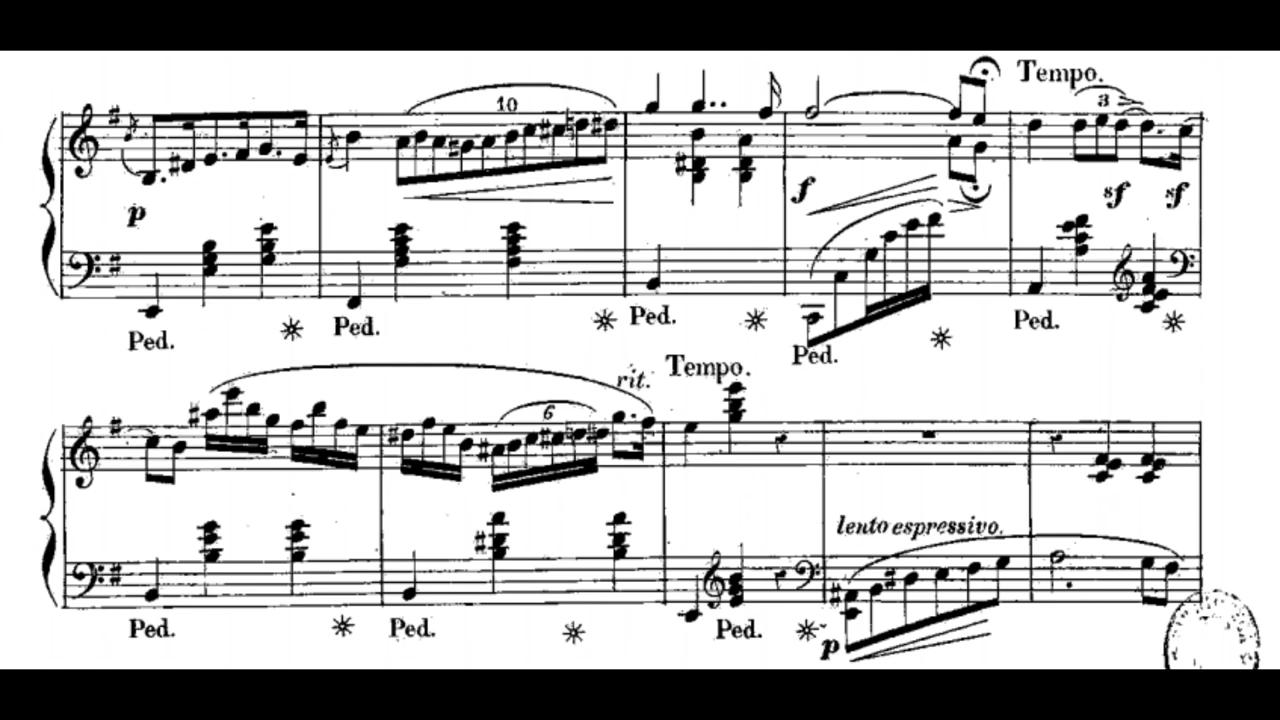 Tempo.
10
3
p
f
sf sf
Ped. Ped. Ped. Ped. Ped.
rit. Tempo.
6
lento espressivo.
Ped. Ped. Ped. p